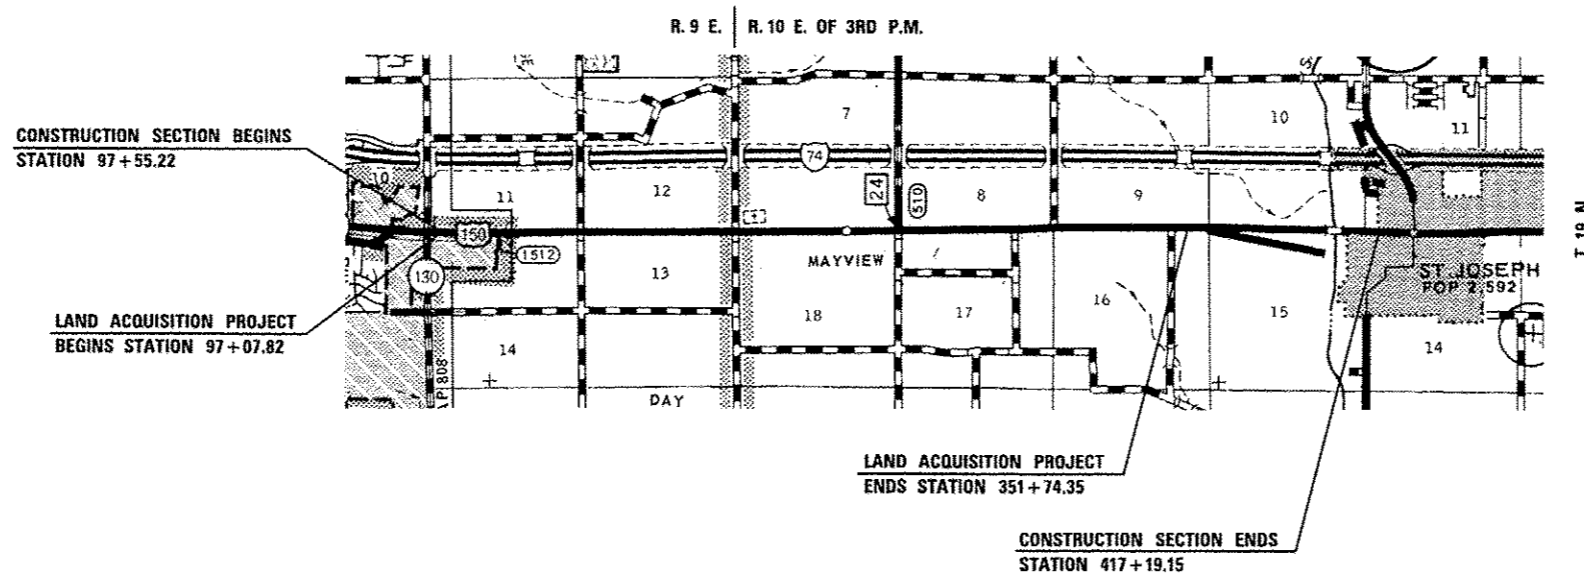 R. 9 E.
R. 10 E. OF 3RD P.M.
CONSTRUCTION SECTION BEGINS
STATION 97+55.22
7
10
11
74
10
11
12
24
510
8
9
150
1512
130
13
MAYVIEW
ST. JOSEPH
POP 2,592
T. 19 N.
LAND ACQUISITION PROJECT
BEGINS STATION 97+07.82
18
17
16
15
14
14
808
DAY
LAND ACQUISITION PROJECT
ENDS STATION 351+74.35
CONSTRUCTION SECTION ENDS
STATION 417+19.15